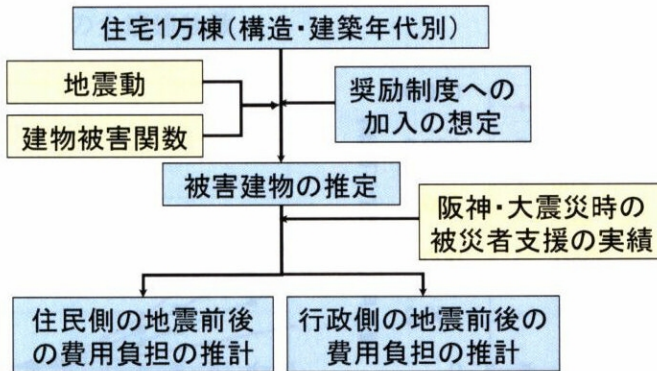 住宅1万棟(構造・建築年代別)
地震動
建物被害関数
奨励制度への
加入の想定
被害建物の推定
阪神・大震災時の
被災者支援の実績
住民側の地震前後
の費用負担の推計
行政側の地震前後の
費用負担の推計